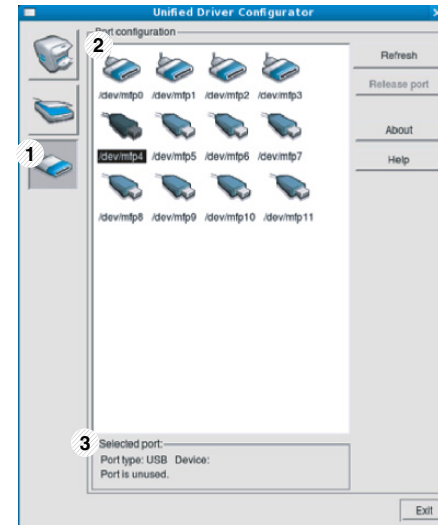 Unified Driver Configurator
Port configuration
2
/dev/mfp0 /dev/mfp1 /dev/mfp2 /dev/mfp3
/dev/mfp4 /dev/mfp5 /dev/mfp6 /dev/mfp7
/dev/mfp8 /dev/mfp9 /dev/mfp10 /dev/mfp11
Refresh
Release port
About
Help
1
3
Selected port:
Port type: USB Device:
Port is unused.
Exit